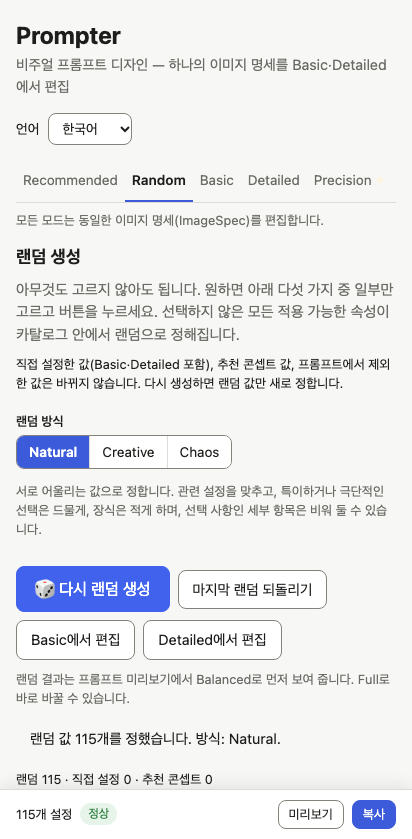 Prompter
비주얼 프롬프트 디자인 — 하나의 이미지 명세를 Basic·Detailed
에서 편집
언어 한국어
Recommended Random Basic Detailed Precision
모든 모드는 동일한 이미지 명세(ImageSpec)를 편집합니다.
랜덤 생성
아무것도 고르지 않아도 됩니다. 원하면 아래 다섯 가지 중 일부만
고르고 버튼을 누르세요. 선택하지 않은 모든 적용 가능한 속성이
카탈로그 안에서 랜덤으로 정해집니다.
직접 설정한 값(Basic·Detailed 포함), 추천 콘셉트 값, 프롬프트에서 제외
한 값은 바뀌지 않습니다. 다시 생성하면 랜덤 값만 새로 정합니다.
랜덤 방식
Natural Creative Chaos
서로 어울리는 값으로 정합니다. 관련 설정을 맞추고, 특이하거나 극단적인
선택은 드물게, 장식은 적게 하며, 선택 사항인 세부 항목은 비워 둘 수 있습
니다.
🎲 다시 랜덤 생성 마지막 랜덤 되돌리기
Basic에서 편집 Detailed에서 편집
랜덤 결과는 프롬프트 미리보기에서 Balanced로 먼저 보여 줍니다. Full로
바로 바꿀 수 있습니다.
랜덤 값 115개를 정했습니다. 방식: Natural.
랜덤 115 · 직접 설정 0 · 추천 콘셉트 0
115개 설정 정상 미리보기 복사